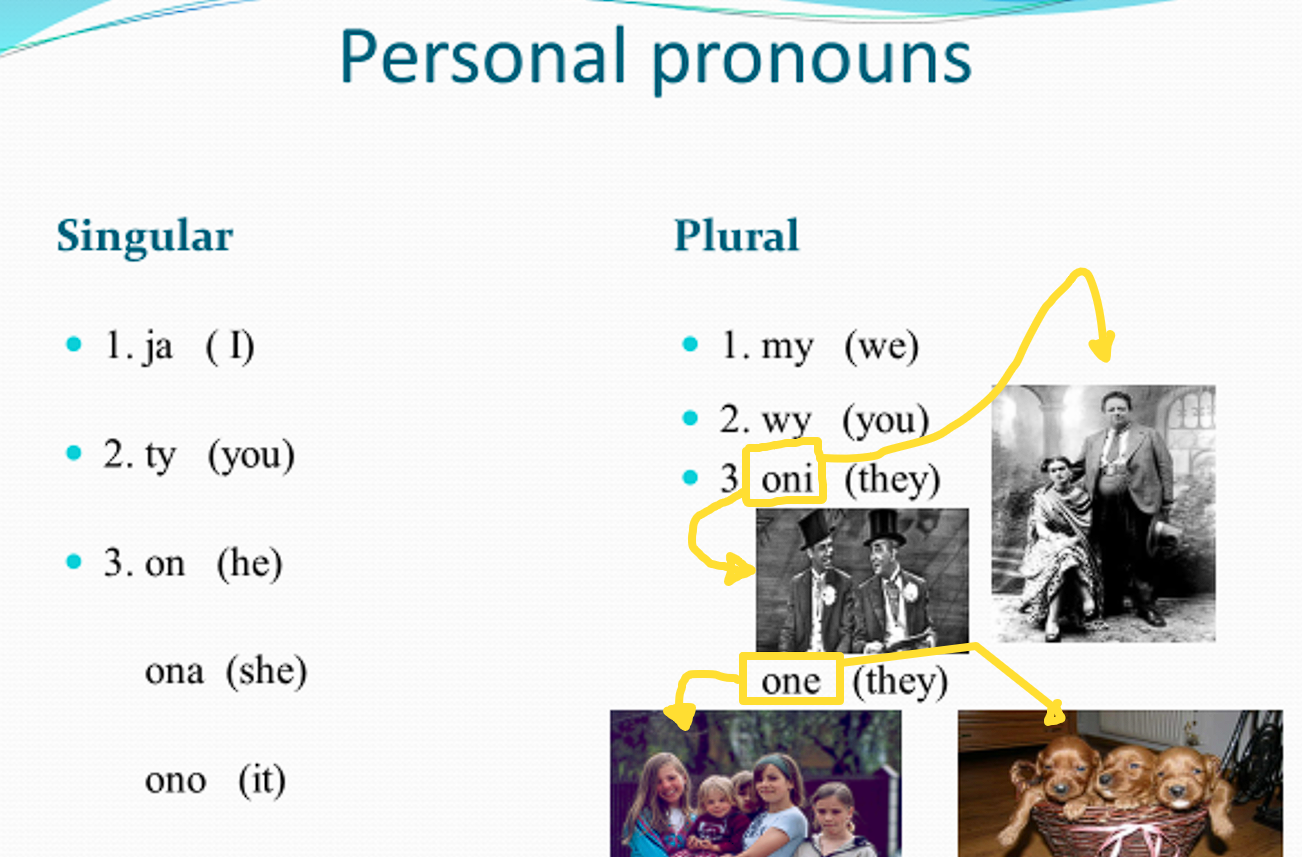 Personal pronouns
Singular
1. ja ( I)
2. ty (you)
3. on (he)
ona (she)
ono (it)
Plural
1. my (we)
2. wy (you)
3 oni (they)
one (they)